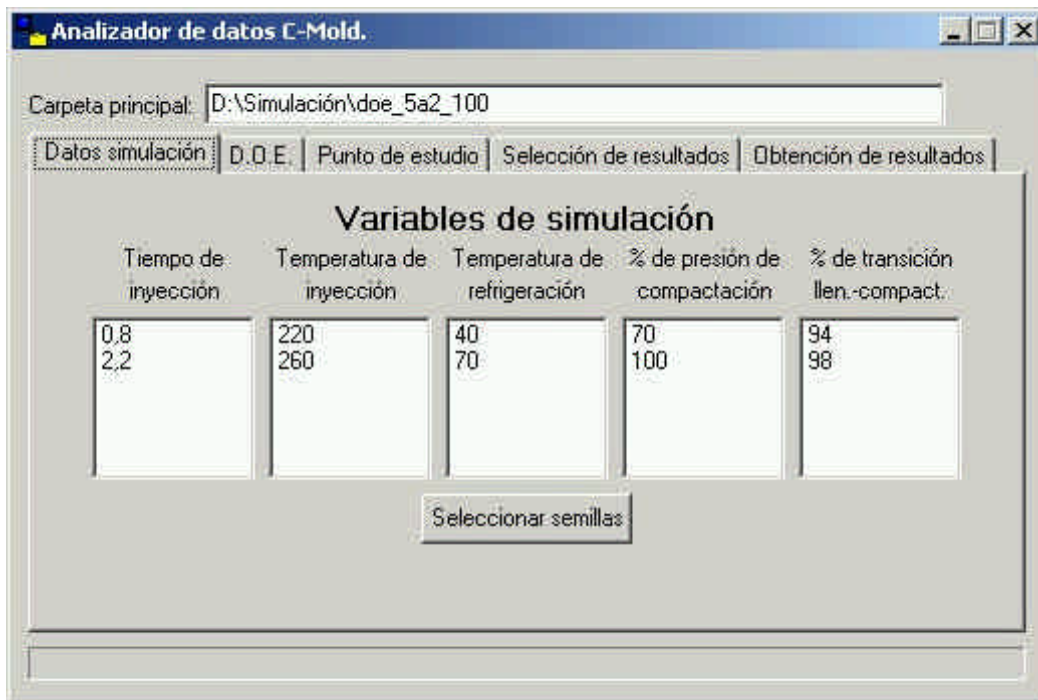 Analizador de datos C-Mold.
Carpeta principal: D:\Simulación\doe_5a2_100
Datos simulación D.O.E. Punto de estudio Selección de resultados Obtención de resultados
Variables de simulación
Tiempo de Temperatura de Temperatura de % de presión de % de transición
inyección inyección refrigeración compactación llen.-compact.
0,8 220 40 70 94
2,2 260 70 100 98
Seleccionar semillas